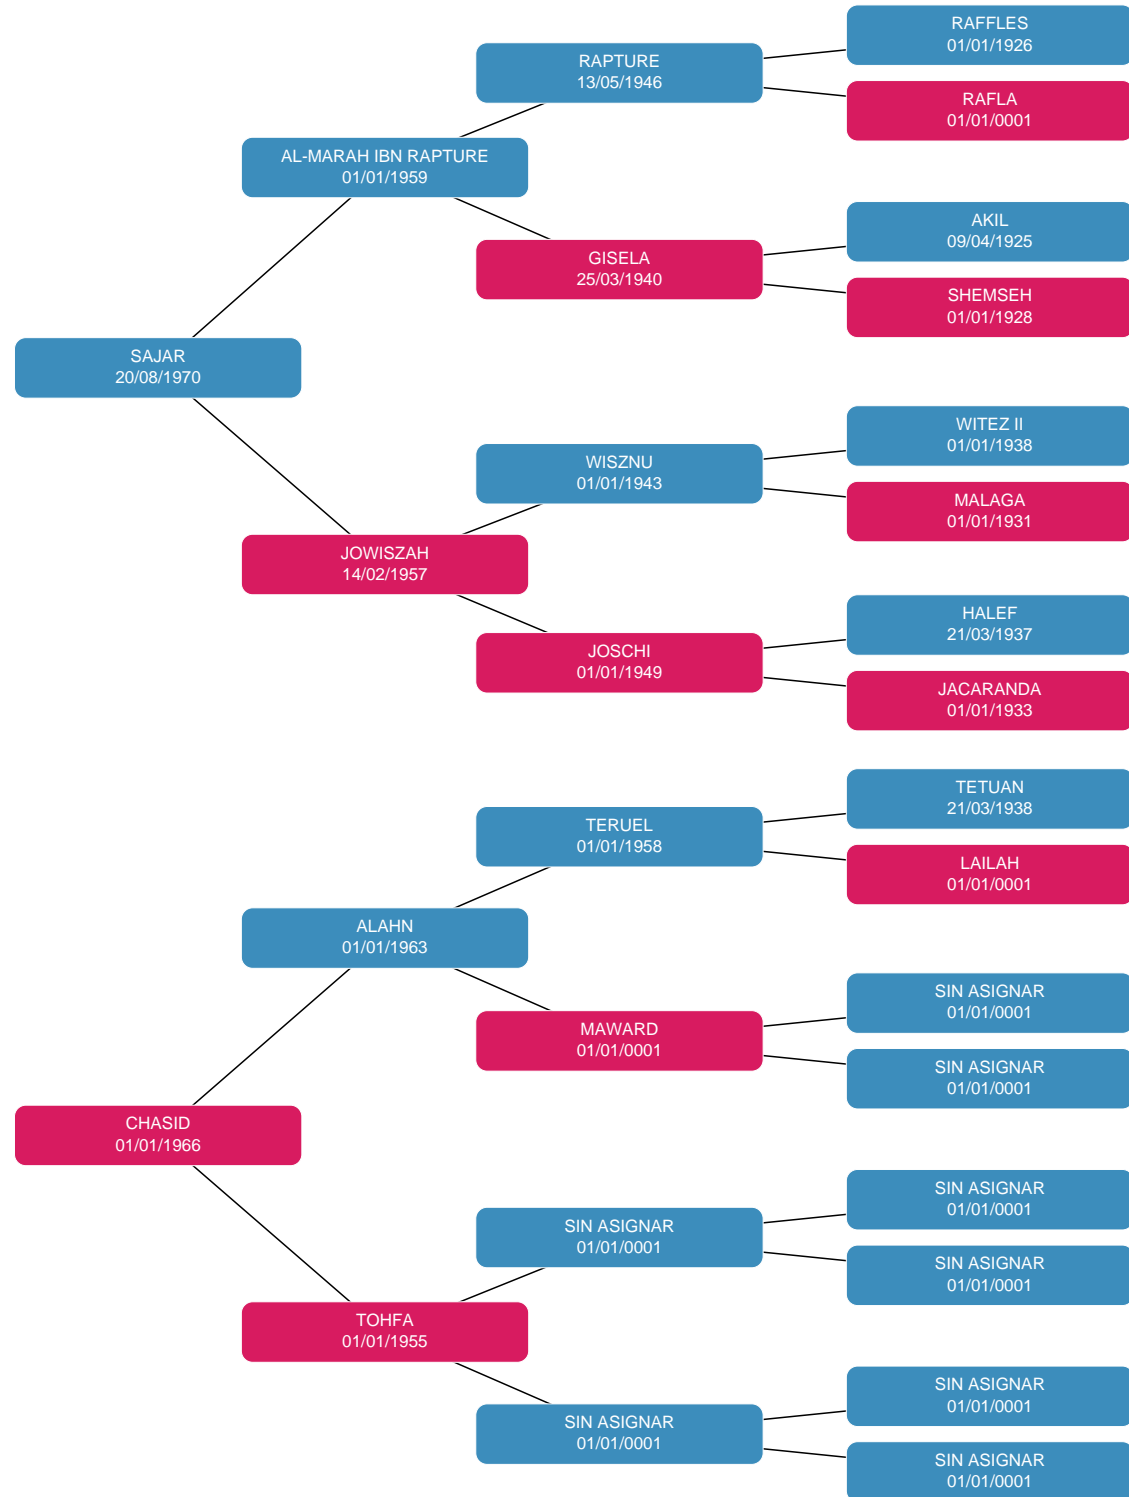 RAFFLES
01/01/1926
RAPTURE
13/05/1946
RAFLA
01/01/0001
AL-MARAH IBN RAPTURE
01/01/1959
AKIL
09/04/1925
GISELA
25/03/1940
SHEMSEH
01/01/1928
SAJAR
20/08/1970
WITEZ II
01/01/1938
WISZNU
01/01/1943
MALAGA
01/01/1931
JOWISZAH
14/02/1957
HALEF
21/03/1937
JOSCHI
01/01/1949
JACARANDA
01/01/1933
TETUAN
21/03/1938
TERUEL
01/01/1958
LAILAH
01/01/0001
ALAHN
01/01/1963
SIN ASIGNAR
01/01/0001
MAWARD
01/01/0001
SIN ASIGNAR
01/01/0001
CHASID
01/01/1966
SIN ASIGNAR
01/01/0001
SIN ASIGNAR
01/01/0001
SIN ASIGNAR
01/01/0001
TOHFA
01/01/1955
SIN ASIGNAR
01/01/0001
SIN ASIGNAR
01/01/0001
SIN ASIGNAR
01/01/0001